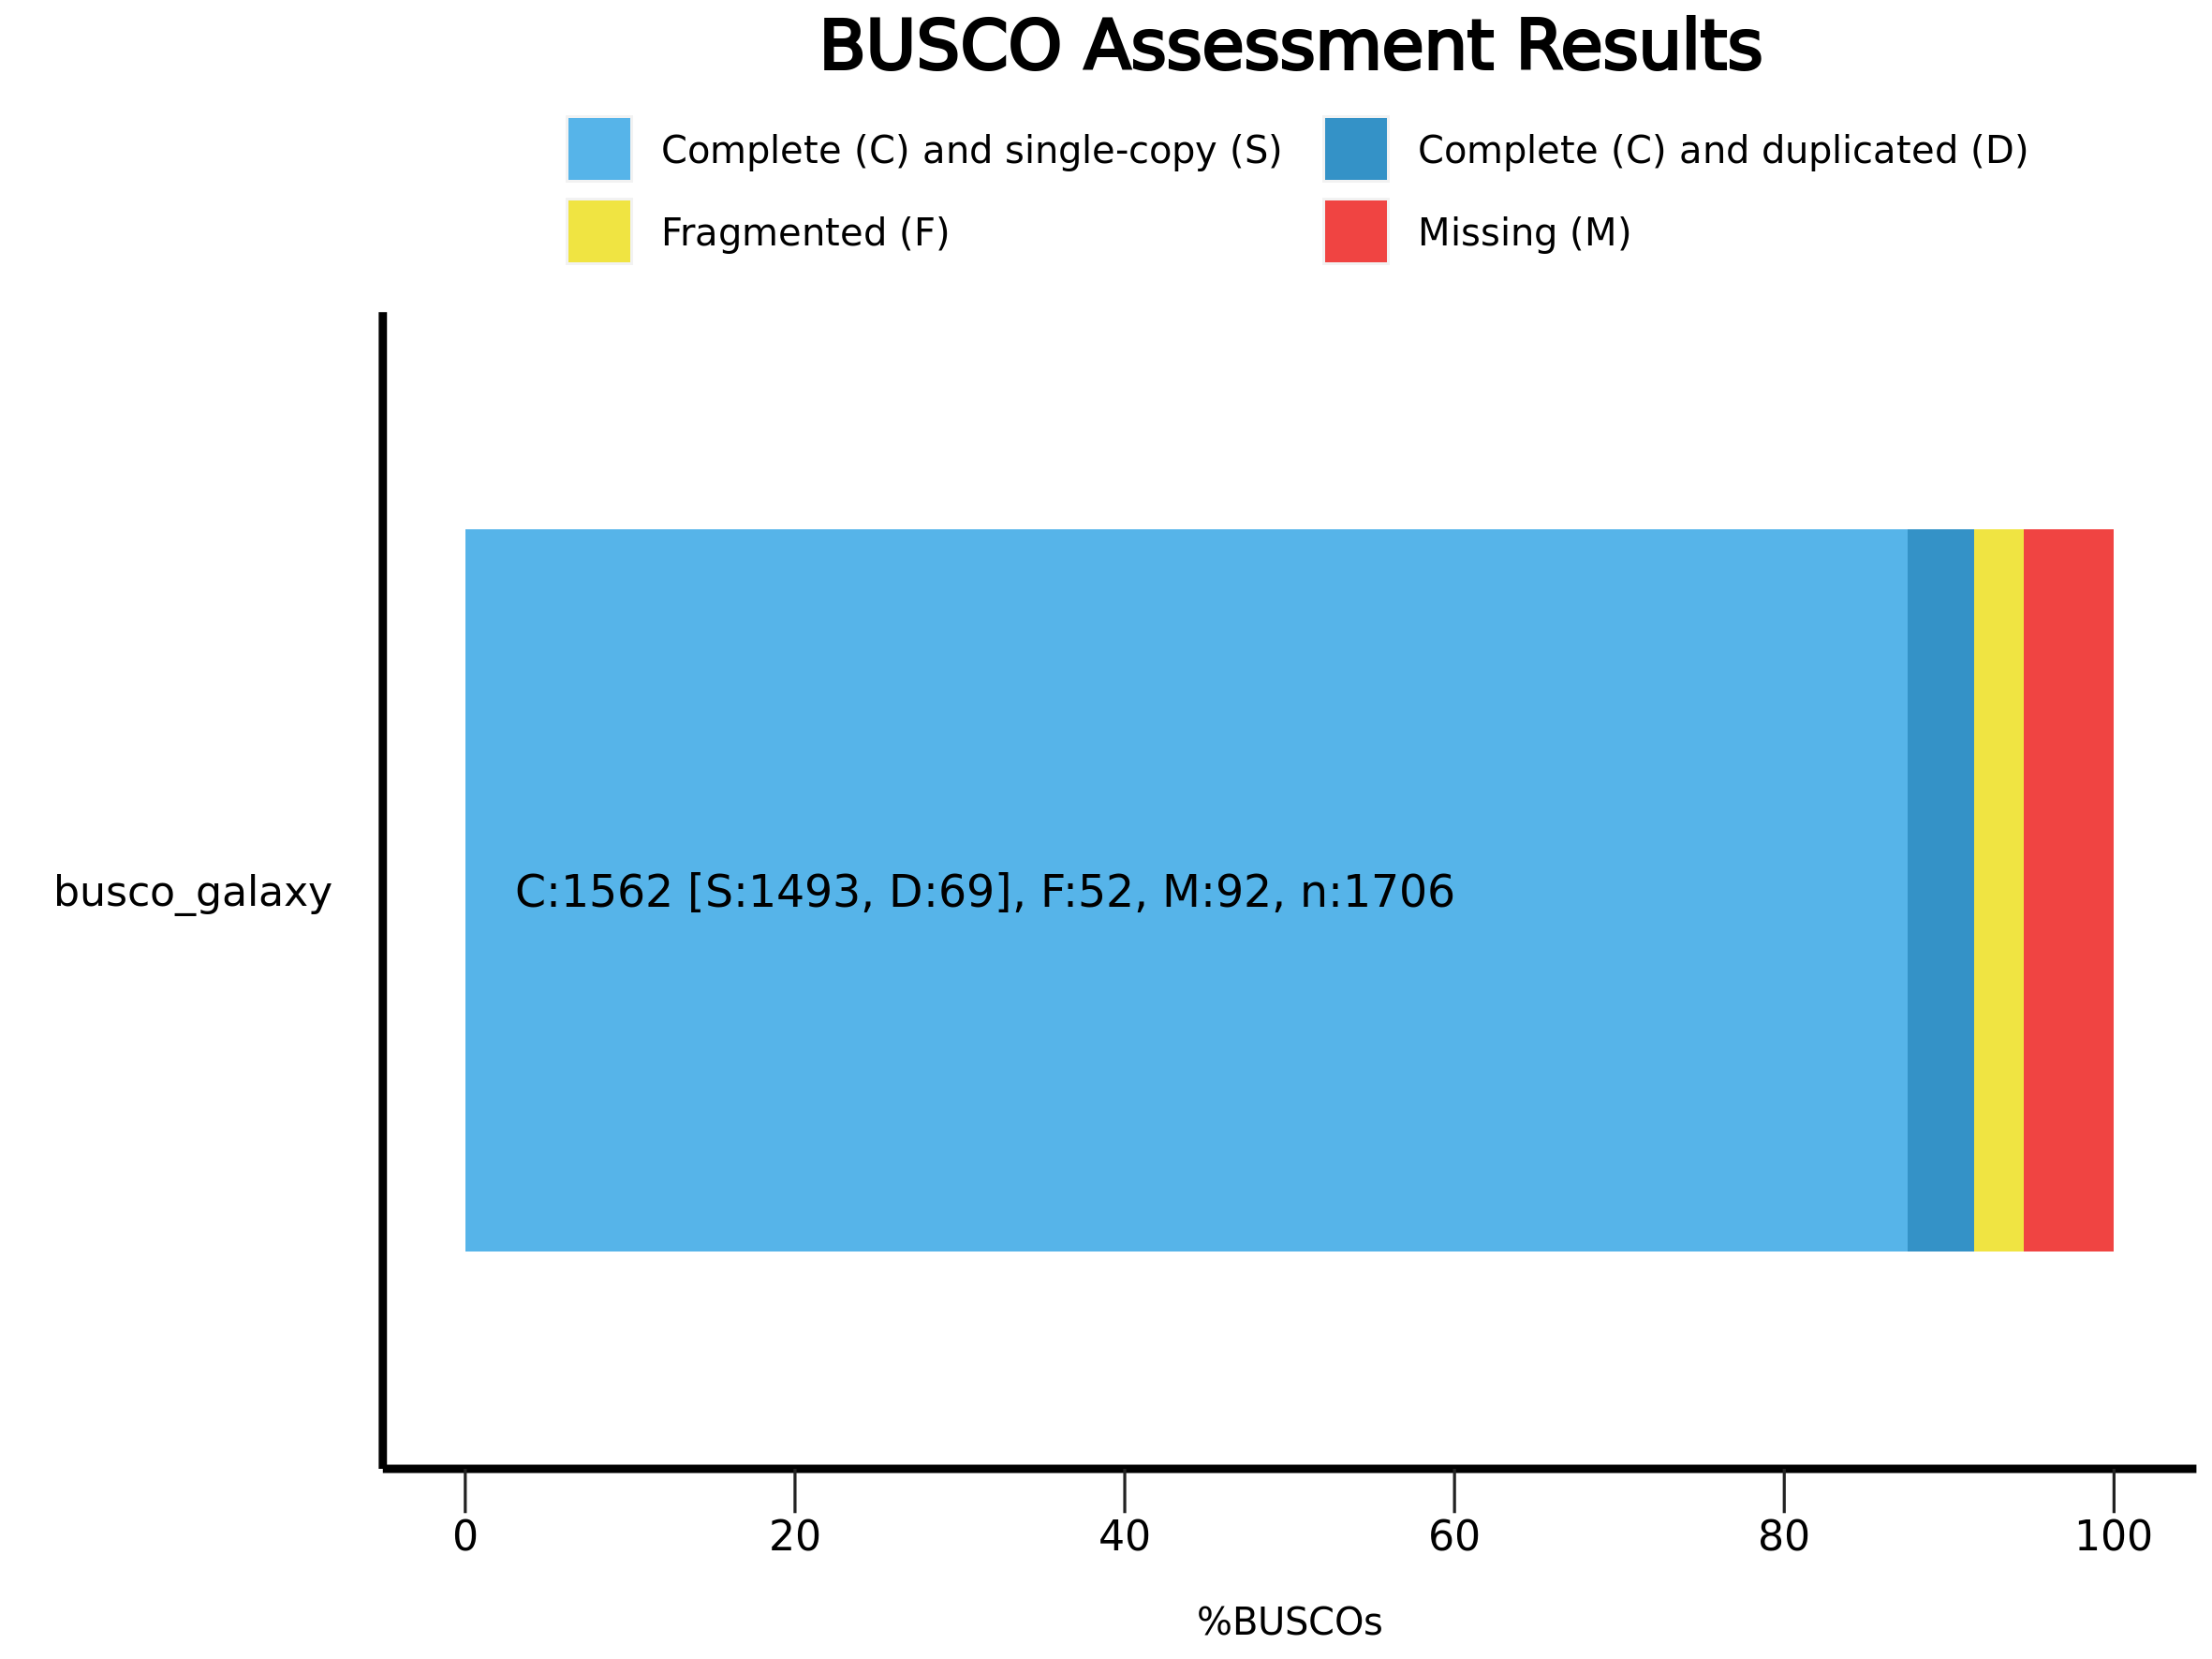 BUSCO Assessment Results
Complete (C) and single-copy (S)
Complete (C) and duplicated (D)
Fragmented (F)
Missing (M)
busco_galaxy
C:1562 [S:1493, D:69], F:52, M:92, n:1706
0 20 40 60 80 100
%BUSCOs